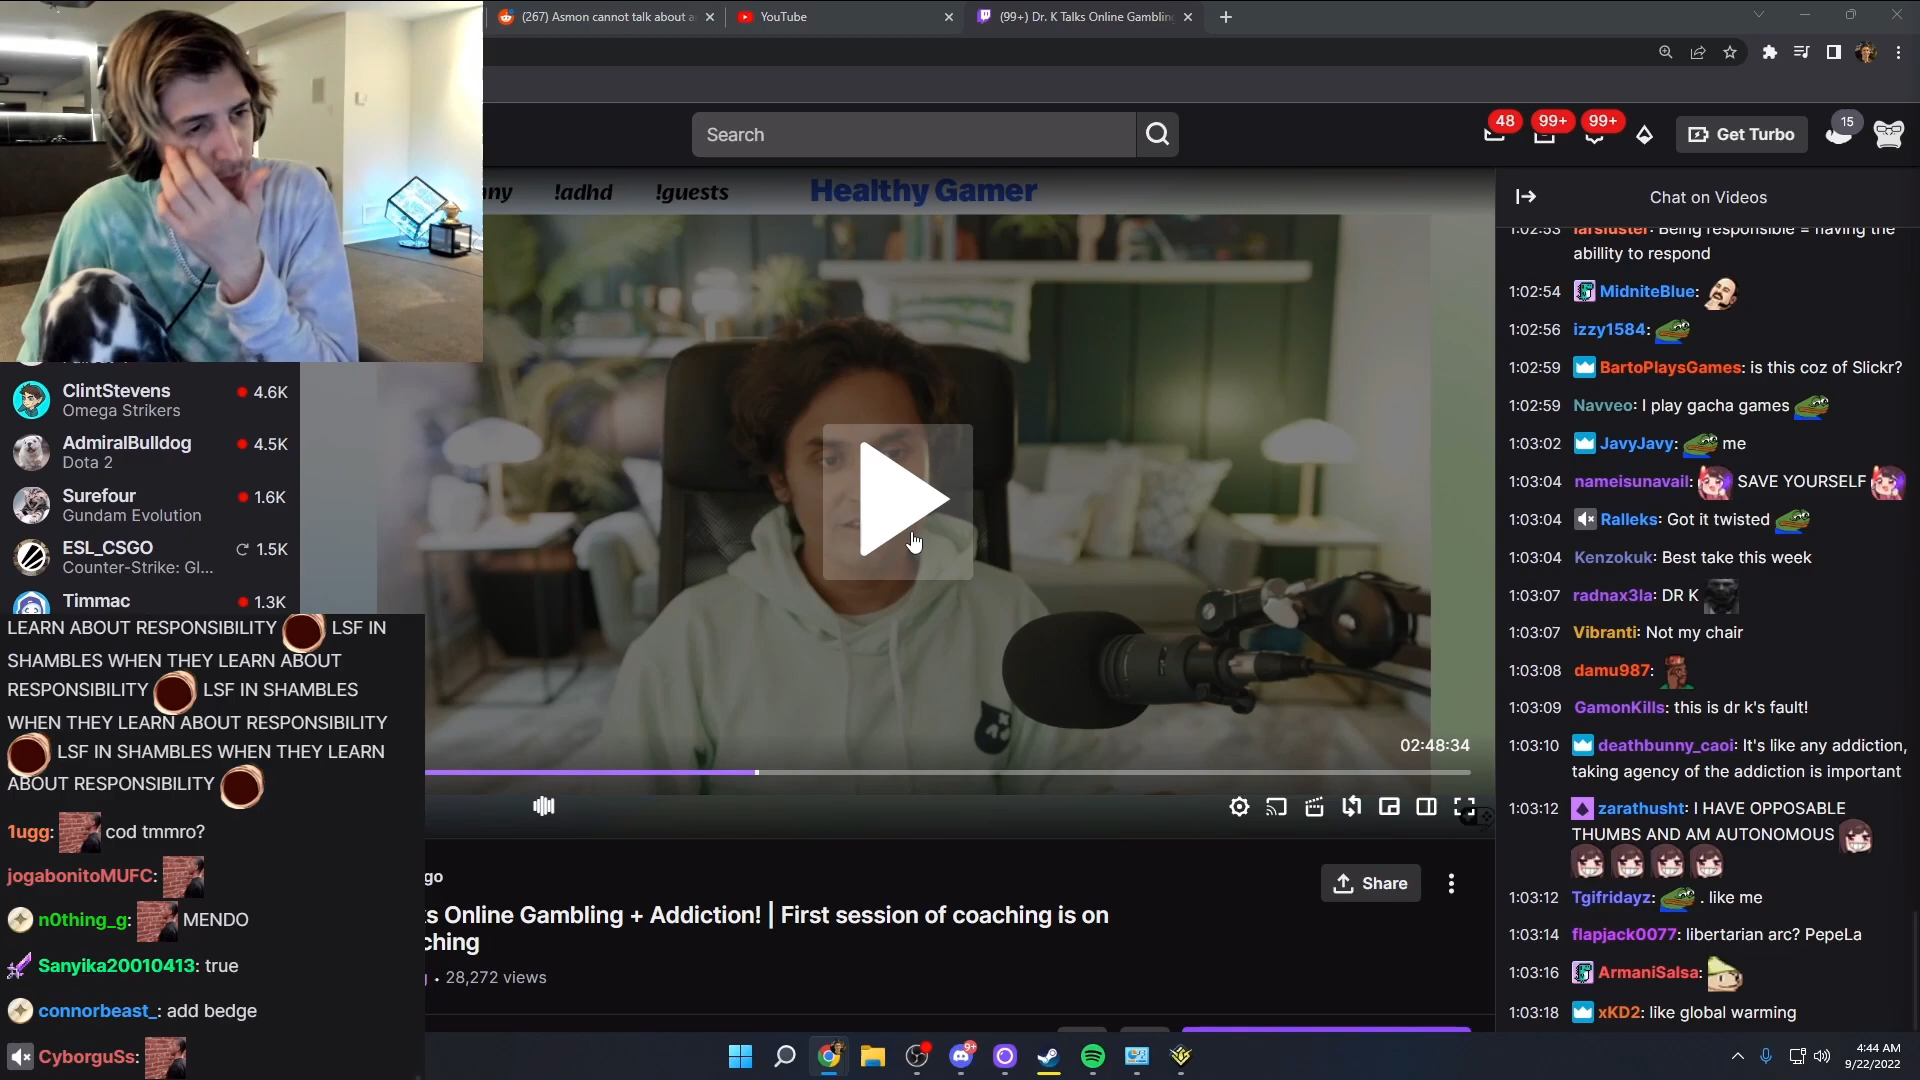 (267) Asmon cannot talk about a
YouTube
(99+) Dr. K Talks Online Gamblin
Search
48
99+
99+
Get Turbo
15
!adhd
!guests
Healthy Gamer
02:48:34
ClintStevens
4.6K
Omega Strikers
AdmiralBulldog
4.5K
Dota 2
Surefour
1.6K
Gundam Evolution
ESL_CSGO
1.5K
Counter-Strike: Gl...
Timmac
1.3K
LEARN ABOUT RESPONSIBILITY LSF IN
SHAMBLES WHEN THEY LEARN ABOUT
RESPONSIBILITY LSF IN SHAMBLES
WHEN THEY LEARN ABOUT RESPONSIBILITY
LSF IN SHAMBLES WHEN THEY LEARN
ABOUT RESPONSIBILITY
1ugg: cod tmmro?
jogabonitoMUFC:
n0thing_g: MENDO
Sanyika20010413: true
connorbeast_: add bedge
CyborguSs:
go
s Online Gambling + Addiction! | First session of coaching is on
ching
• 28,272 views
Share
Chat on Videos
1:02:53 larsluster: Being responsible = having the
abillity to respond
1:02:54 MidniteBlue:
1:02:56 izzy1584:
1:02:59 BartoPlaysGames: is this coz of Slickr?
1:02:59 Navveo: I play gacha games
1:03:02 JavyJavy: me
1:03:04 nameisunavail: SAVE YOURSELF
1:03:04 Ralleks: Got it twisted
1:03:04 Kenzokuk: Best take this week
1:03:07 radnax3la: DR K
1:03:07 Vibranti: Not my chair
1:03:08 damu987:
1:03:09 GamonKills: this is dr k's fault!
1:03:10 deathbunny_caoi: It's like any addiction,
taking agency of the addiction is important
1:03:12 zarathusht: I HAVE OPPOSABLE
THUMBS AND AM AUTONOMOUS
1:03:12 Tgifridayz: . like me
1:03:14 flapjack0077: libertarian arc? PepeLa
1:03:16 ArmaniSalsa:
1:03:18 xKD2: like global warming
9+
4:44 AM
9/22/2022